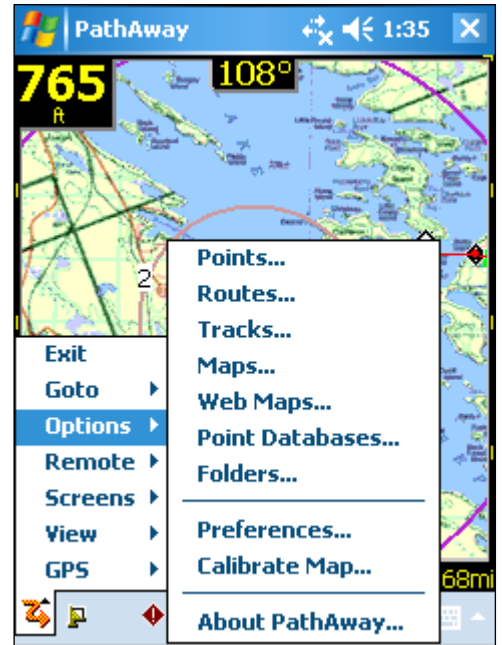 PathAway
1:35
765
ft
108°
2
Points...
Routes...
Tracks...
Maps...
Web Maps...
Point Databases...
Folders...
Preferences...
Calibrate Map...
About PathAway...
Exit
Goto
Options
Remote
Screens
View
GPS
68mi